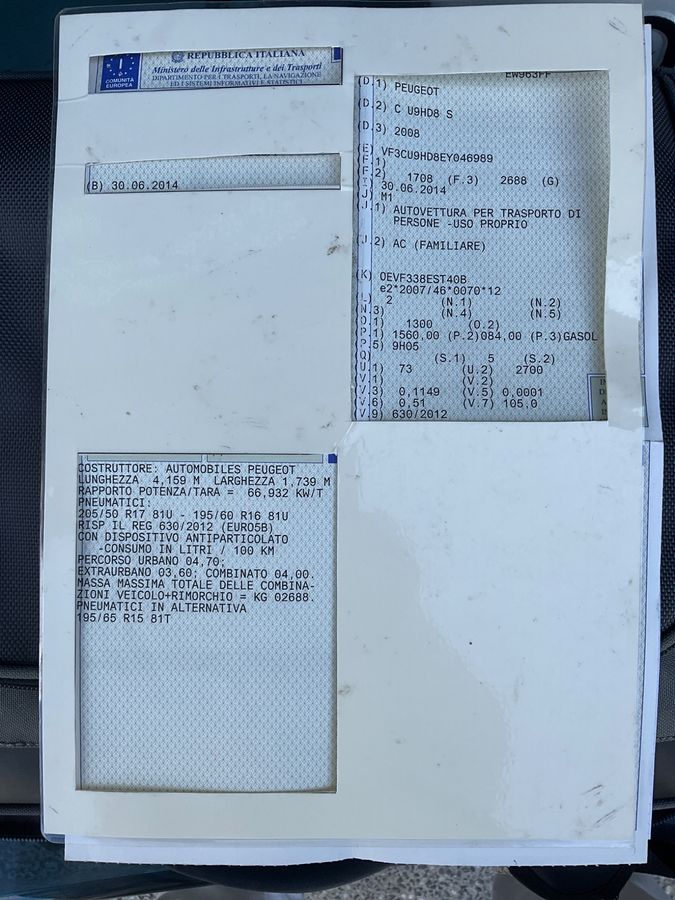 COMUNITÀ
EUROPEA
I
REPUBBLICA ITALIANA
Ministero delle Infrastrutture e dei Trasporti
DIPARTIMENTO PER I TRASPORTI, LA NAVIGAZIONE
ED I SISTEMI INFORMATIVI E STATISTICI
(B) 30.06.2014
EW963FF
(D.1) PEUGEOT
(D.2) C U9HD8 S
(D.3) 2008
(E) VF3CU9HD8EY046989
(F.1)
(F.2) 1708 (F.3) 2688 (G)
(I) 30.06.2014
(J) M1
(J.1) AUTOVETTURA PER TRASPORTO DI
PERSONE -USO PROPRIO
(J.2) AC (FAMILIARE)
(K) OEVF338EST40B
e2*2007/46*0070*12
(L) 2 (N.1) (N.2)
(N.3) (N.4) (N.5)
(O.1) 1300 (O.2)
(P.1) 1560,00 (P.2)084,00 (P.3)GASOL
(P.5) 9H05
(Q) (S.1) 5 (S.2)
(U.1) 73 (U.2) 2700
(V.1) (V.2)
(V.3) 0,1149 (V.5) 0,0001
(V.6) 0,51 (V.7) 105,0
(V.9) 630/2012
COSTRUTTORE: AUTOMOBILES PEUGEOT
LUNGHEZZA 4,159 M LARGHEZZA 1,739 M
RAPPORTO POTENZA/TARA = 66,932 KW/T
PNEUMATICI:
205/50 R17 81U - 195/60 R16 81U
RISP IL REG 630/2012 (EURO5B)
CON DISPOSITIVO ANTIPARTICOLATO
-CONSUMO IN LITRI / 100 KM
PERCORSO URBANO 04,70;
EXTRAURBANO 03,60; COMBINATO 04,00.
MASSA MASSIMA TOTALE DELLE COMBINA-
ZIONI VEICOLO+RIMORCHIO = KG 02688.
PNEUMATICI IN ALTERNATIVA
195/65 R15 81T